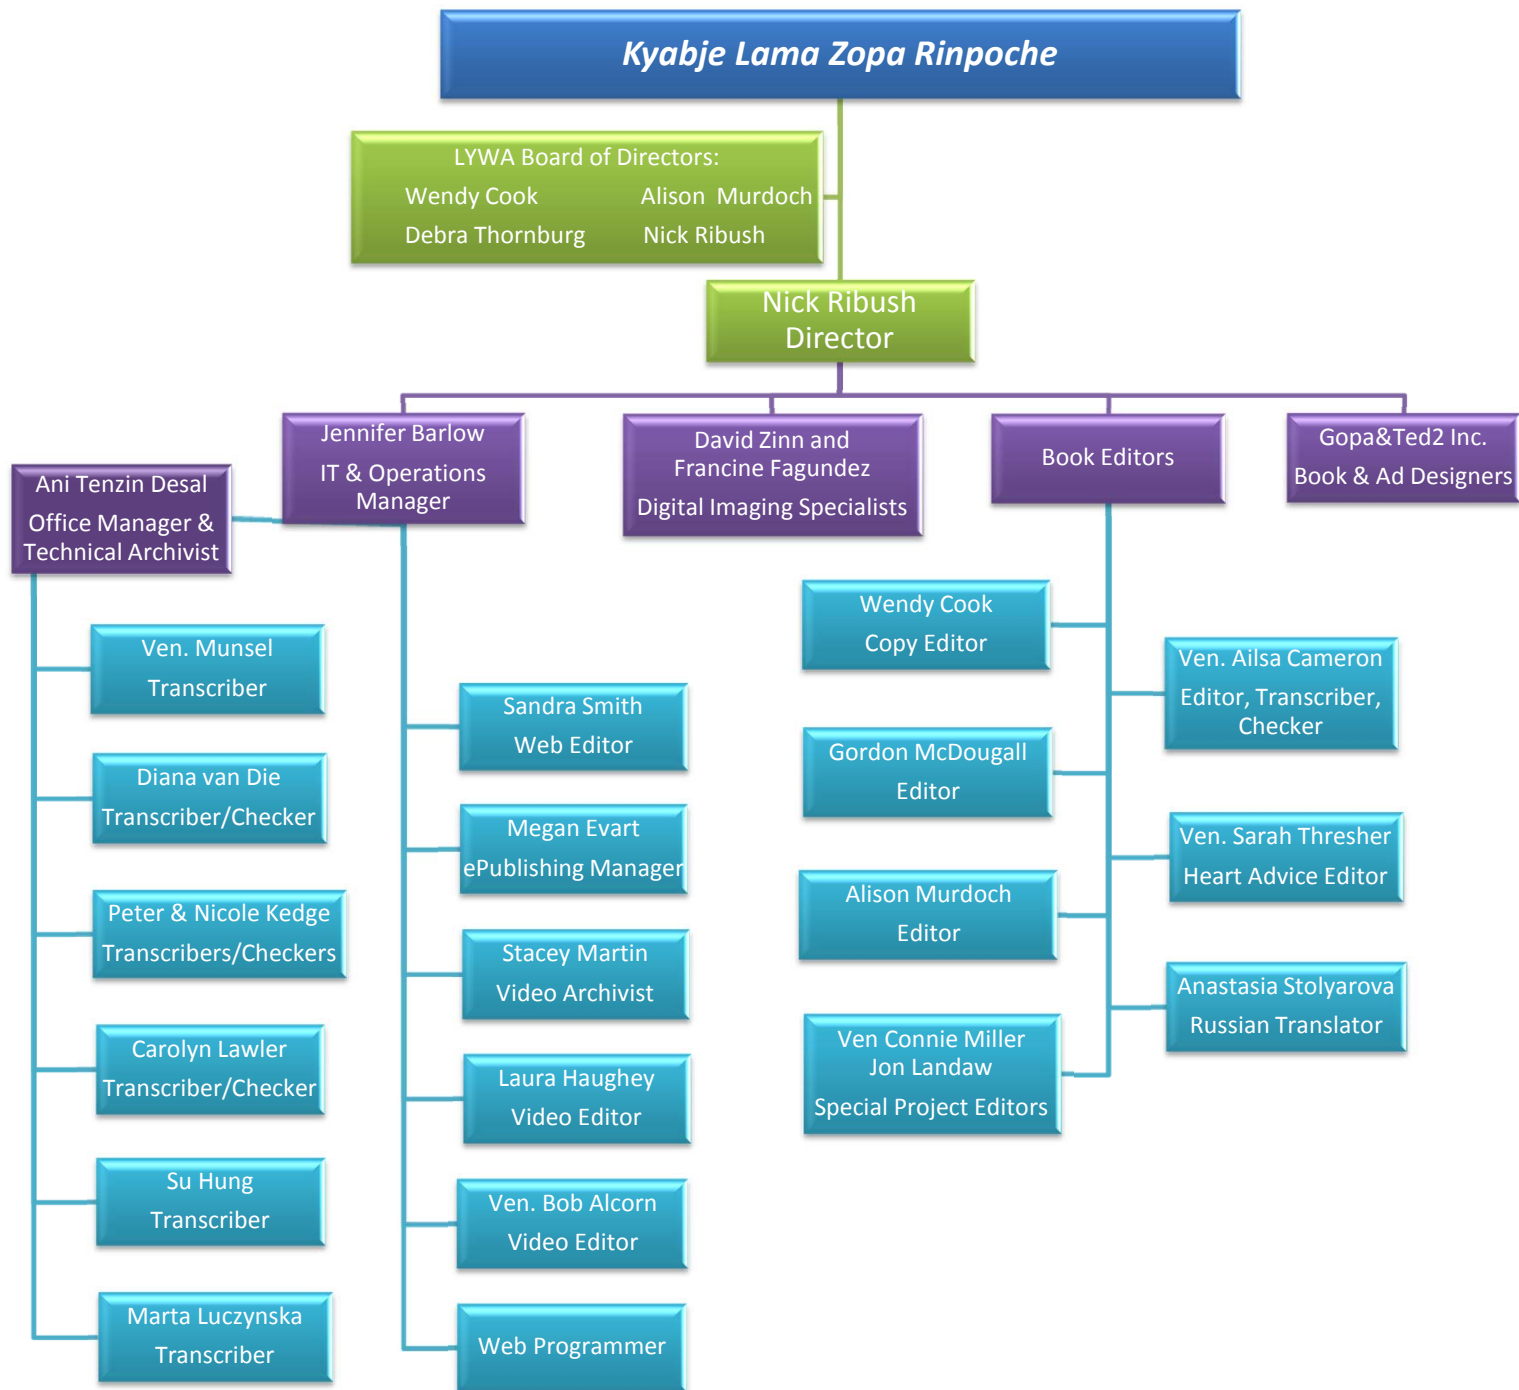 Kyabje Lama Zopa Rinpoche
LYWA Board of Directors:
Wendy Cook Alison Murdoch
Debra Thornburg Nick Ribush
Nick Ribush
Director
Jennifer Barlow
IT & Operations
Manager
David Zinn and
Francine Fagundez
Digital Imaging Specialists
Book Editors
Gopa&Ted2 Inc.
Book & Ad Designers
Ani Tenzin Desal
Office Manager &
Technical Archivist
Ven. Munsel
Transcriber
Diana van Die
Transcriber/Checker
Peter & Nicole Kedge
Transcribers/Checkers
Carolyn Lawler
Transcriber/Checker
Su Hung
Transcriber
Marta Luczynska
Transcriber
Sandra Smith
Web Editor
Megan Evart
ePublishing Manager
Stacey Martin
Video Archivist
Laura Haughey
Video Editor
Ven. Bob Alcorn
Video Editor
Web Programmer
Wendy Cook
Copy Editor
Gordon McDougall
Editor
Alison Murdoch
Editor
Ven Connie Miller
Jon Landaw
Special Project Editors
Ven. Ailsa Cameron
Editor, Transcriber,
Checker
Ven. Sarah Thresher
Heart Advice Editor
Anastasia Stolyarova
Russian Translator